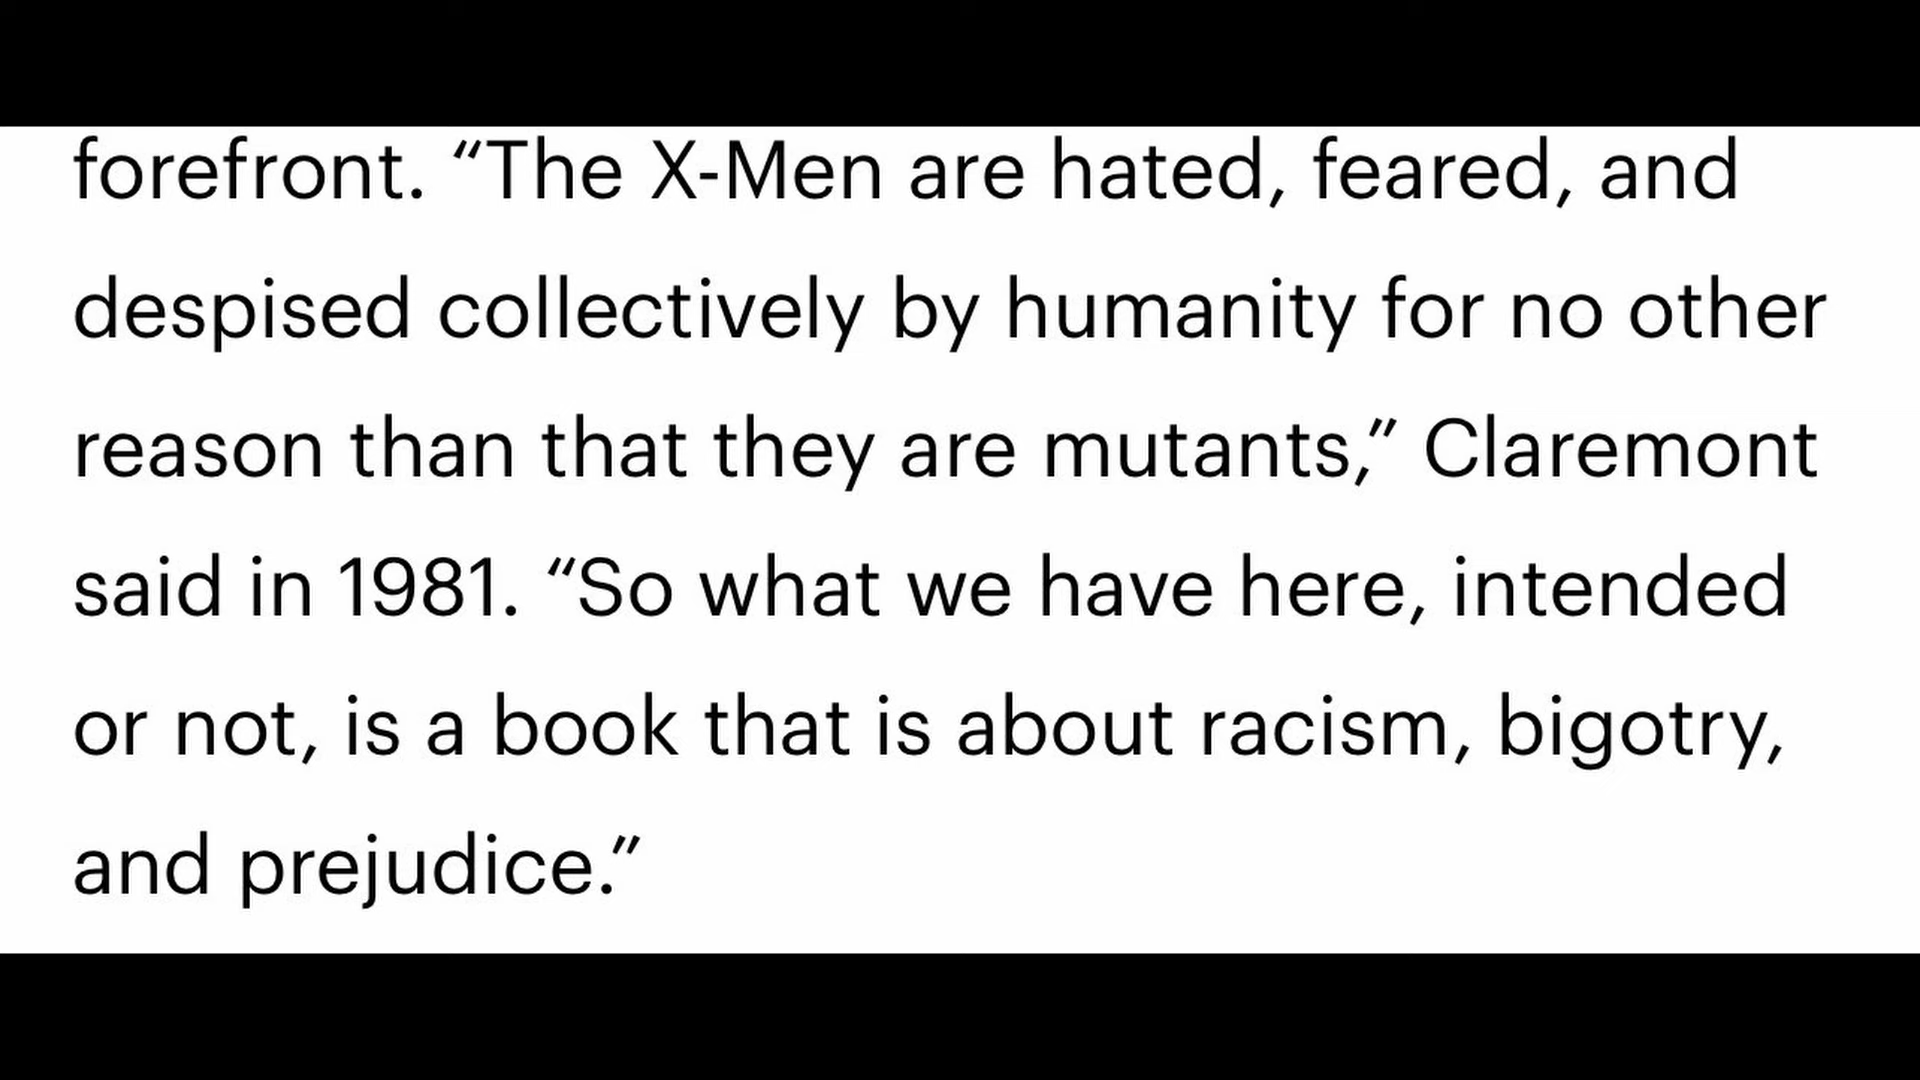 forefront. “The X-Men are hated, feared, and
despised collectively by humanity for no other
reason than that they are mutants,” Claremont
said in 1981. “So what we have here, intended
or not, is a book that is about racism, bigotry,
and prejudice.”